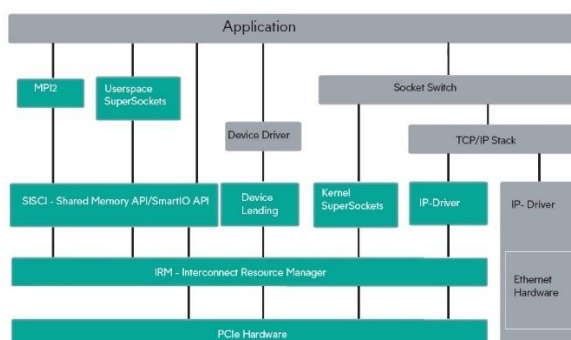 Application
MPI2
Userspace
SuperSockets
Socket Switch
Device Driver
TCP/IP Stack
SISCI - Shared Memory API/SmartIO API
Device
Lending
Kernel
SuperSockets
IP-Driver
IP- Driver
IRM - Interconnect Resource Manager
Ethernet
Hardware
PCIe Hardware